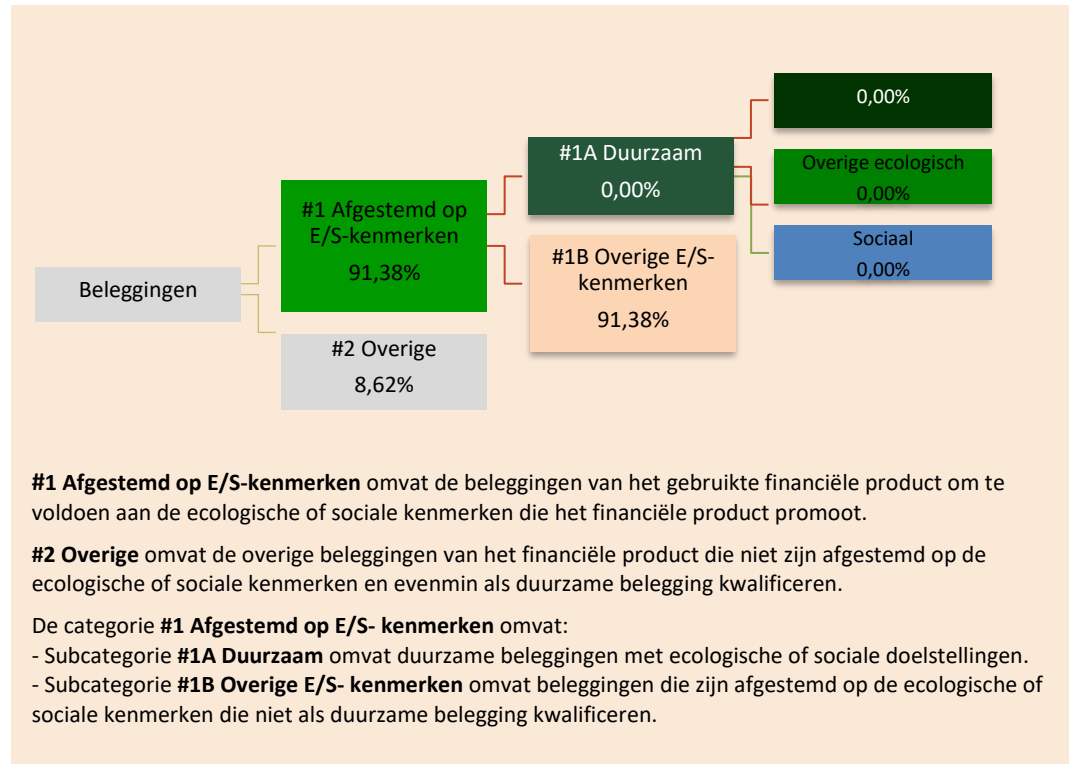 0,00%
#1A Duurzaam
0,00%
Overige ecologisch
0,00%
#1 Afgestemd op
E/S-kenmerken
91,38%
Sociaal
0,00%
#1B Overige E/S-
kenmerken
91,38%
Beleggingen
#2 Overige
8,62%
#1 Afgestemd op E/S-kenmerken omvat de beleggingen van het gebruikte financiële product om te
voldoen aan de ecologische of sociale kenmerken die het financiële product promoot.
#2 Overige omvat de overige beleggingen van het financiële product die niet zijn afgestemd op de
ecologische of sociale kenmerken en evenmin als duurzame belegging kwalificeren.
De categorie #1 Afgestemd op E/S- kenmerken omvat:
- Subcategorie #1A Duurzaam omvat duurzame beleggingen met ecologische of sociale doelstellingen.
- Subcategorie #1B Overige E/S- kenmerken omvat beleggingen die zijn afgestemd op de ecologische of
sociale kenmerken die niet als duurzame belegging kwalificeren.